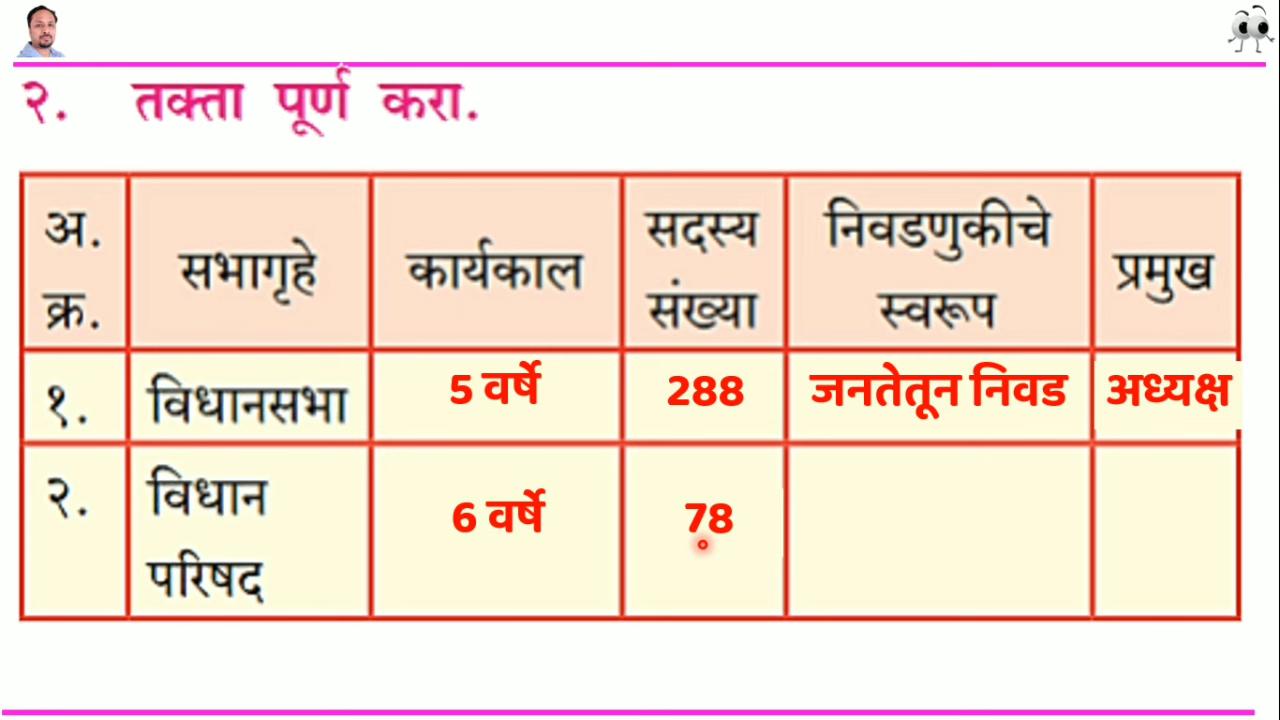 २. तक्ता पूर्ण करा.
अ. क्र. सभागृहे कार्यकाल सदस्य संख्या निवडणुकीचे स्वरूप प्रमुख
१. विधानसभा 5 वर्षे 288 जनतेतून निवड अध्यक्ष
२. विधान परिषद 6 वर्षे 78